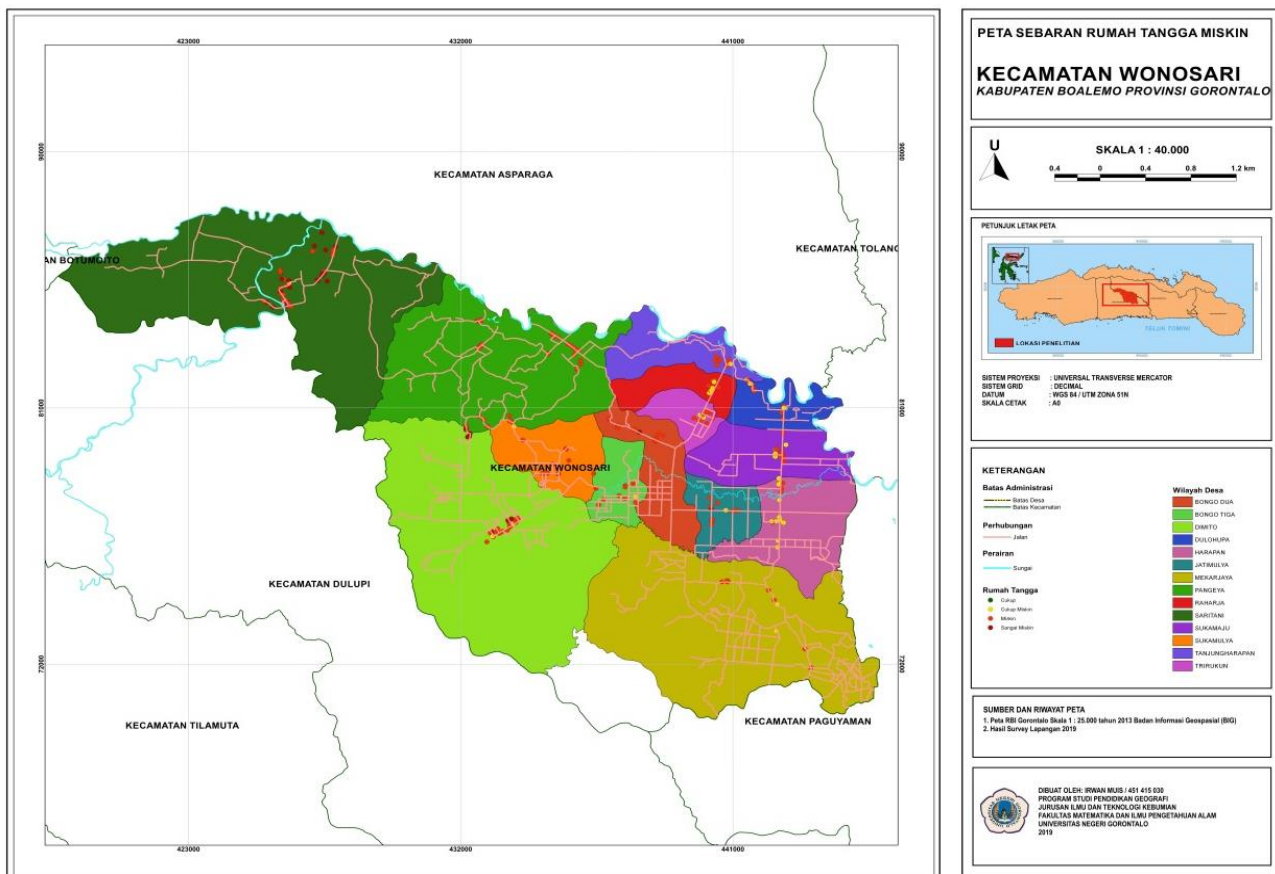 423000
432000
441000
90000
90000
KECAMATAN ASPARAGA
KECAMATAN TOLANG
AN BOTUMOITO
81000
81000
KECAMATAN WONOSARI
KECAMATAN DULUPI
72000
72000
KECAMATAN TILAMUTA
KECAMATAN PAGUYAMAN
423000
432000
441000
PETA SEBARAN RUMAH TANGGA MISKIN
KECAMATAN WONOSARI
KABUPATEN BOALEMO PROVINSI GORONTALO
U
SKALA 1 : 40.000
0.4 0 0.4 0.8 1.2 km
PETUNJUK LETAK PETA
TELUK TOMINI
LOKASI PENELITIAN
SISTEM PROYEKSI : UNIVERSAL TRANSVERSE MERCATOR
SISTEM GRID : DECIMAL
DATUM : WGS 84 / UTM ZONA 51N
SKALA CETAK : A0
KETERANGAN
Batas Administrasi
Batas Desa
Batas Kecamatan
Perhubungan
Jalan
Perairan
Sungai
Rumah Tangga
Cukup
Cukup Miskin
Miskin
Sangat Miskin
Wilayah Desa
BONGO DUA
BONGO TIGA
DIMITO
DULOHUPA
HARAPAN
JATIMULYA
MEKARJAYA
PANGEYA
RAHARJA
SARITANI
SUKAMAJU
SUKAMULYA
TANJUNGHARAPAN
TRIRUKUN
SUMBER DAN RIWAYAT PETA
1. Peta RBI Gorontalo Skala 1 : 25.000 tahun 2013 Badan Informasi Geospasial (BIG)
2. Hasil Survey Lapangan 2019
DIBUAT OLEH: IRWAN MUIS / 451 415 030
PROGRAM STUDI PENDIDIKAN GEOGRAFI
JURUSAN ILMU DAN TEKNOLOGI KEBUMIAN
FAKULTAS MATEMATIKA DAN ILMU PENGETAHUAN ALAM
UNIVERSITAS NEGERI GORONTALO
2019